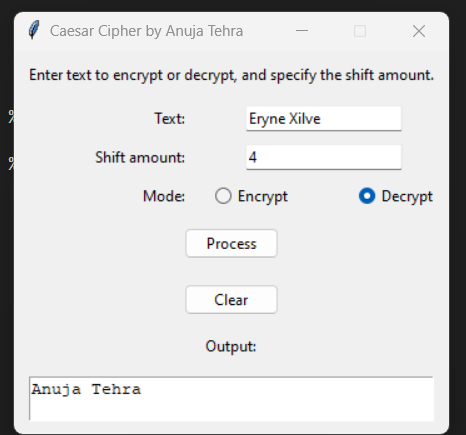 Caesar Cipher by Anuja Tehra
Enter text to encrypt or decrypt, and specify the shift amount.
%
Text: Eryne Xilve
%
Shift amount: 4
Mode: Encrypt Decrypt
Process
Clear
Output:
Anuja Tehra